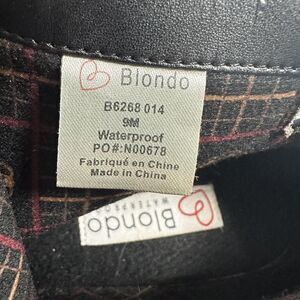 Blondo
B6268 014
9M
Waterproof
PO#:N00678
Fabriqué en Chine
Made in China
Blondo
WATERPROOF